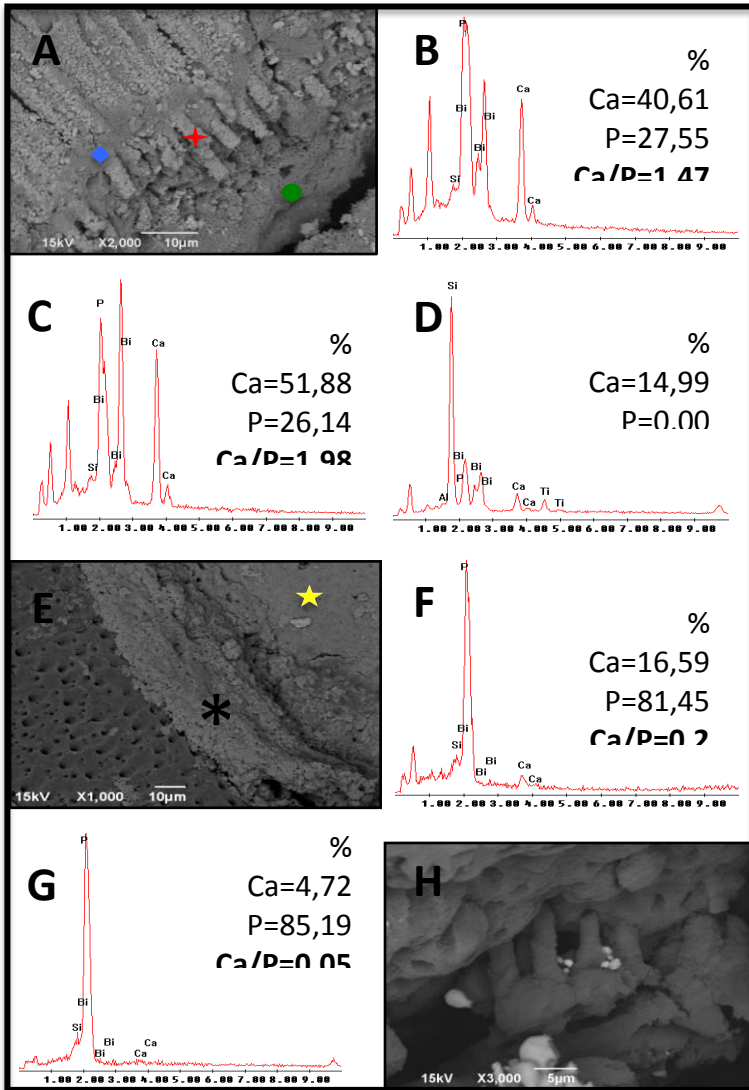 A
15kV X2,000 10µm
B
%
Ca=40,61
P=27,55
Ca/P=1.47
P
Bi
Bi
Bi
Si
Ca
Ca
1.00 2.00 3.00 4.00 5.00 6.00 7.00 8.00 9.00
C
%
Ca=51,88
P=26,14
Ca/P=1.98
P
Bi
Bi
Bi
Si
Ca
Ca
1.00 2.00 3.00 4.00 5.00 6.00 7.00 8.00 9.00
D
%
Ca=14,99
P=0.00
Si
Bi
P
Bi
Bi
Al
Ca
Ca
Ti
Ti
1.00 2.00 3.00 4.00 5.00 6.00 7.00 8.00 9.00
E
*
15kV X1,000 10µm
F
%
Ca=16,59
P=81,45
Ca/P=0.2
P
Bi
Si
Bi
Bi
Ca
Ca
1.00 2.00 3.00 4.00 5.00 6.00 7.00 8.00 9.00
G
%
Ca=4,72
P=85,19
Ca/P=0.05
P
Bi
Si
Bi
Bi
Ca
Ca
1.00 2.00 3.00 4.00 5.00 6.00 7.00 8.00 9.00
H
15kV X3,000 5µm